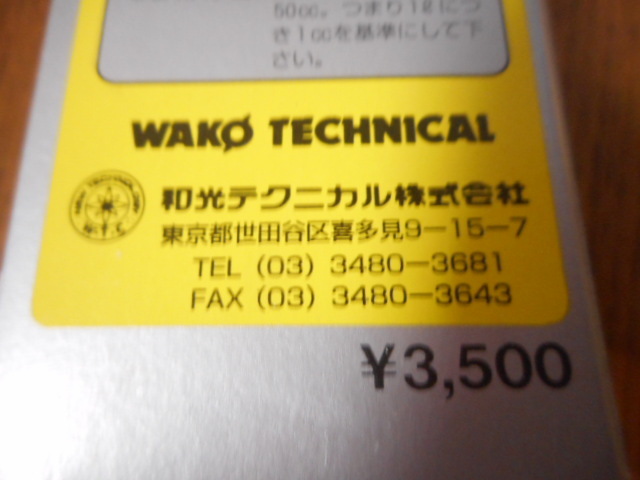 50cc。つまり1ℓにつ
き1ccを基準にして下
さい。
WAKO TECHNICAL
和光テクニカル株式会社
東京都世田谷区喜多見9-15-7
TEL (03) 3480-3681
FAX (03) 3480-3643
¥3,500